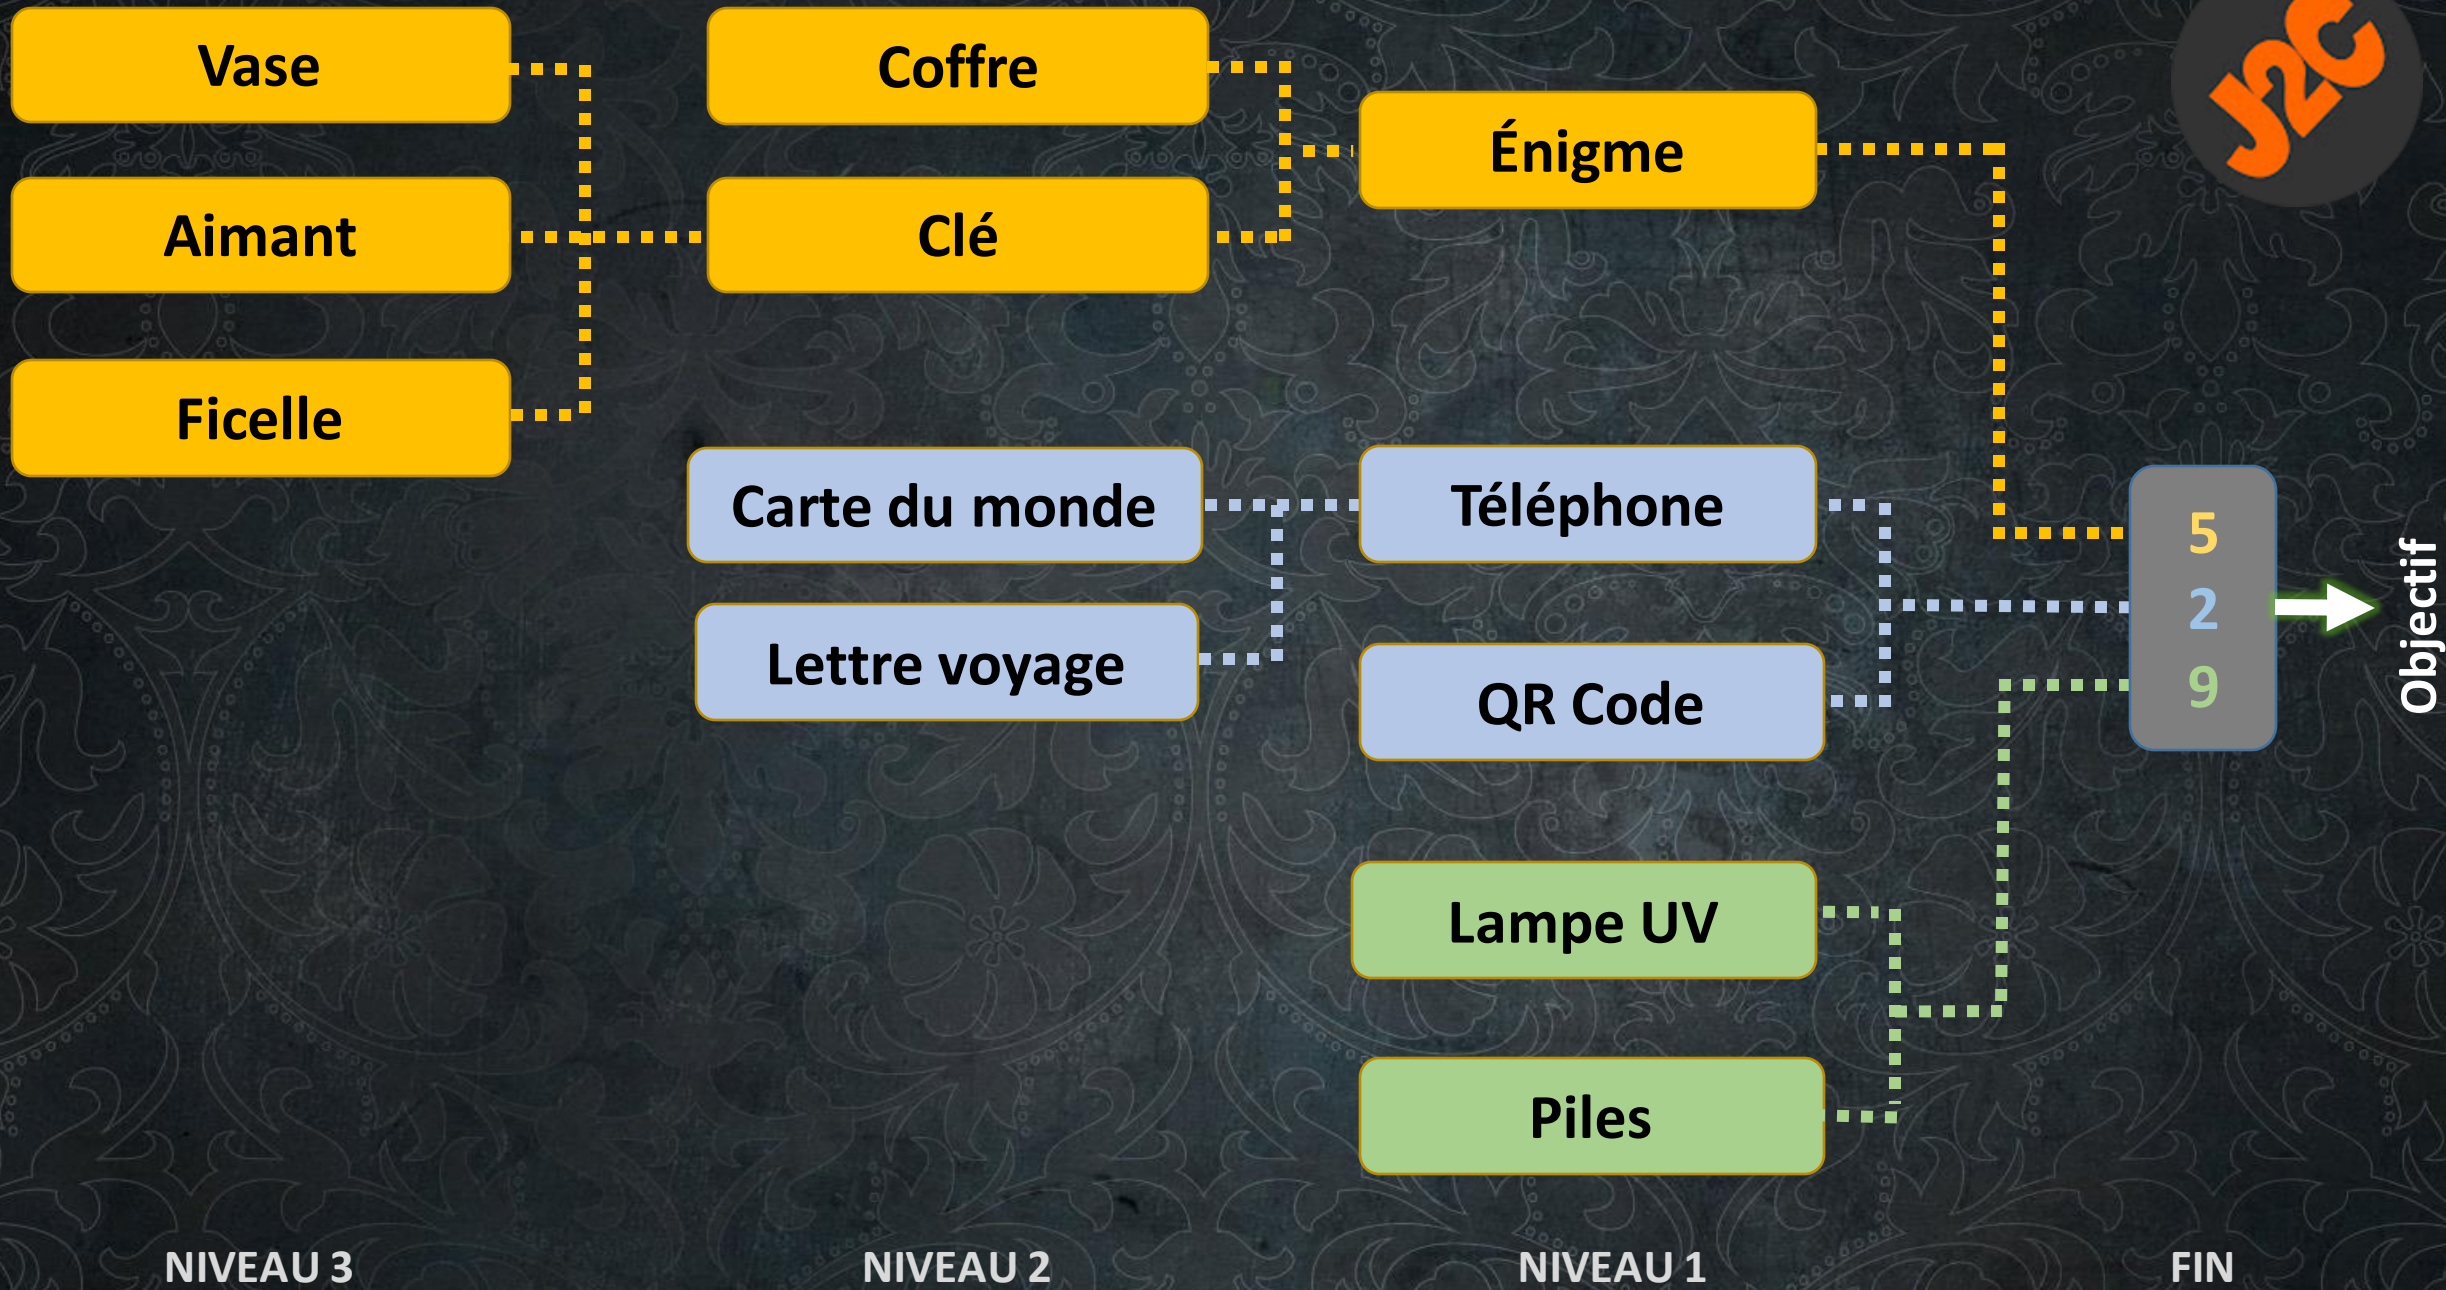 J2C
Vase
Coffre
Énigme
Aimant
Clé
Ficelle
Carte du monde
Téléphone
Lettre voyage
QR Code
5
2
9
Objectif
Lampe UV
Piles
NIVEAU 3
NIVEAU 2
NIVEAU 1
FIN